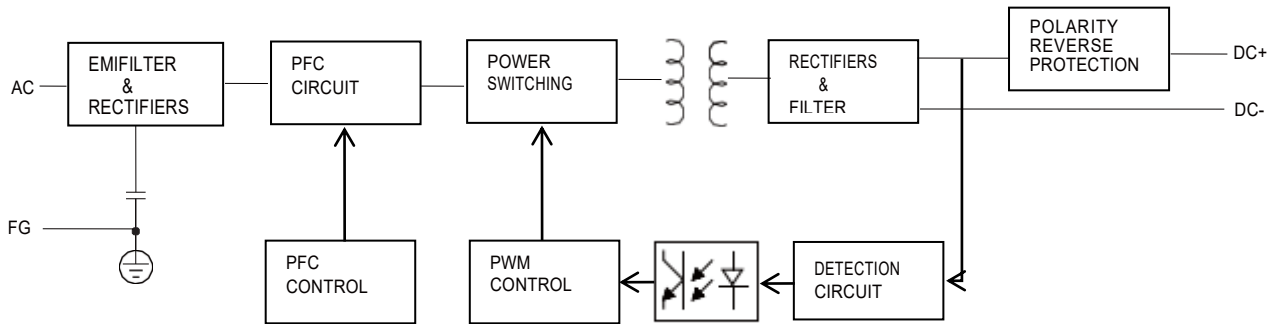 AC
EMIFILTER
&
RECTIFIERS
PFC
CIRCUIT
POWER
SWITCHING
RECTIFIERS
&
FILTER
POLARITY
REVERSE
PROTECTION
DC+
DC-
FG
PFC
CONTROL
PWM
CONTROL
DETECTION
CIRCUIT